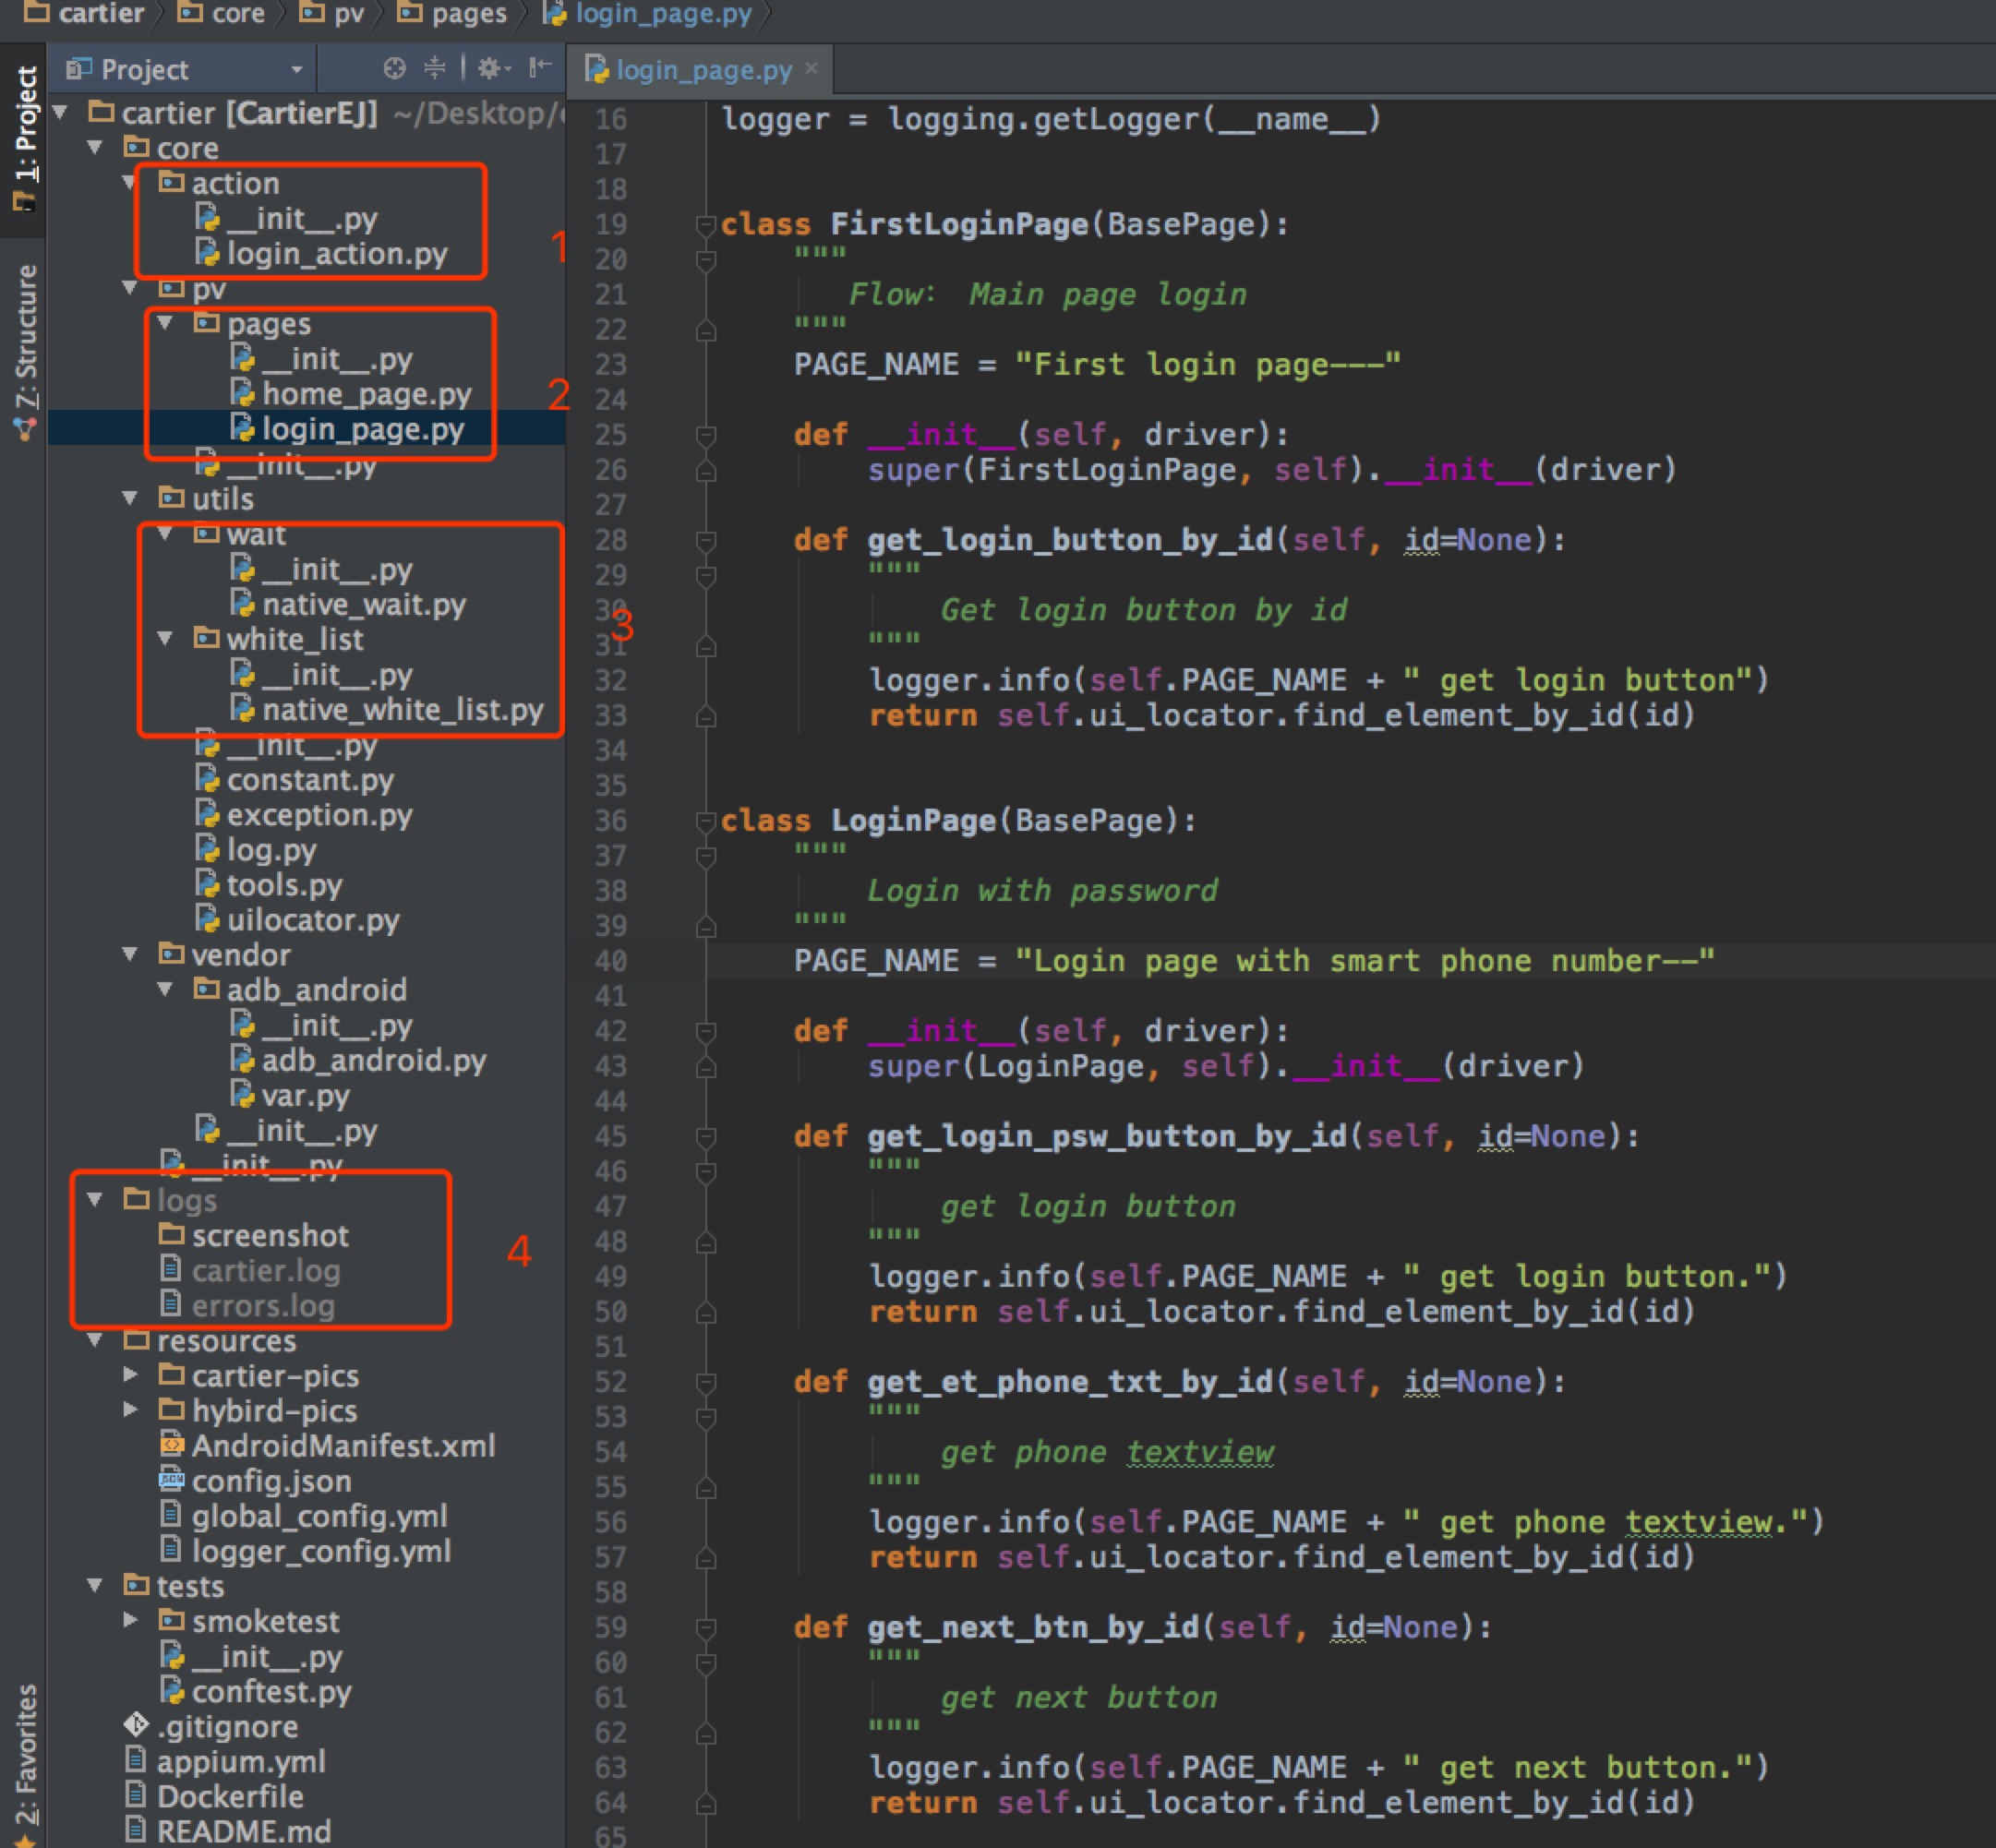 cartier core pv pages login_page.py
1: Project
7: Structure
2: Favorites
Project
cartier [CartierEJ] ~/Desktop/
core
action
__init__.py
login_action.py
1
pv
pages
__init__.py
home_page.py
2
login_page.py
__init__.py
utils
wait
__init__.py
native_wait.py
3
white_list
__init__.py
native_white_list.py
__init__.py
constant.py
exception.py
log.py
tools.py
uilocator.py
vendor
adb_android
__init__.py
adb_android.py
var.py
__init__.py
__init__.py
logs
screenshot
4
cartier.log
errors.log
resources
cartier-pics
hybird-pics
AndroidManifest.xml
config.json
global_config.yml
logger_config.yml
tests
smoketest
__init__.py
conftest.py
.gitignore
appium.yml
Dockerfile
README.md
login_page.py
16 logger = logging.getLogger(__name__)
17
18
19 class FirstLoginPage(BasePage):
20 """
21 Flow： Main page login
22 """
23 PAGE_NAME = "First login page---"
24
25 def __init__(self, driver):
26 super(FirstLoginPage, self).__init__(driver)
27
28 def get_login_button_by_id(self, id=None):
29 """
30 Get login button by id
31 """
32 logger.info(self.PAGE_NAME + " get login button")
33 return self.ui_locator.find_element_by_id(id)
34
35
36 class LoginPage(BasePage):
37 """
38 Login with password
39 """
40 PAGE_NAME = "Login page with smart phone number--"
41
42 def __init__(self, driver):
43 super(LoginPage, self).__init__(driver)
44
45 def get_login_psw_button_by_id(self, id=None):
46 """
47 get login button
48 """
49 logger.info(self.PAGE_NAME + " get login button.")
50 return self.ui_locator.find_element_by_id(id)
51
52 def get_et_phone_txt_by_id(self, id=None):
53 """
54 get phone textview
55 """
56 logger.info(self.PAGE_NAME + " get phone textview.")
57 return self.ui_locator.find_element_by_id(id)
58
59 def get_next_btn_by_id(self, id=None):
60 """
61 get next button
62 """
63 logger.info(self.PAGE_NAME + " get next button.")
64 return self.ui_locator.find_element_by_id(id)
65